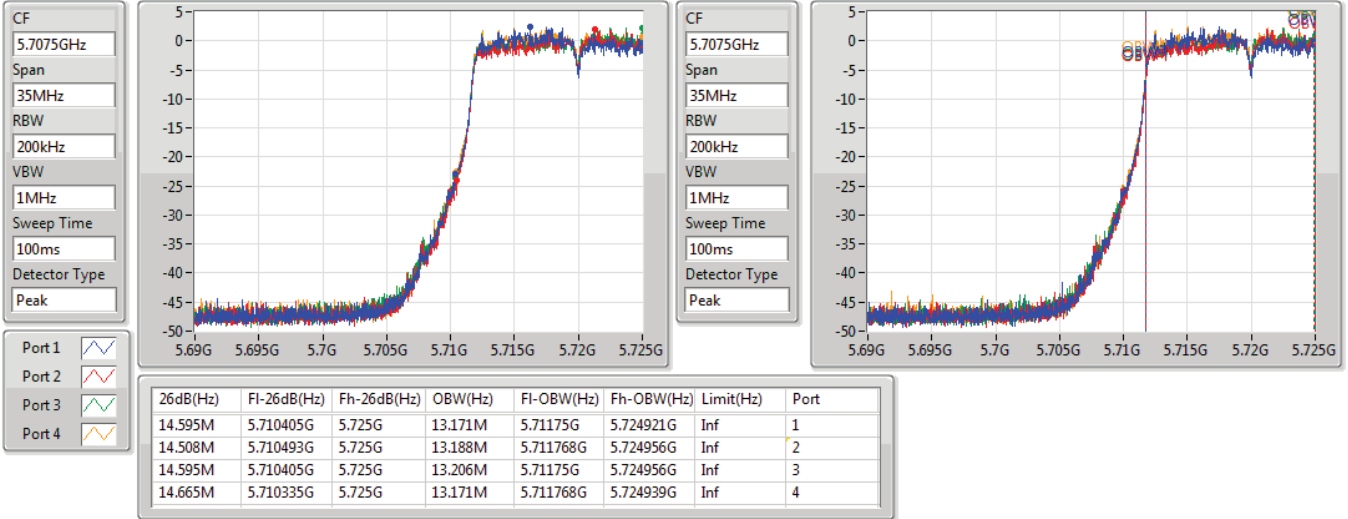 CF
5.7075GHz
Span
35MHz
RBW
200kHz
VBW
1MHz
Sweep Time
100ms
Detector Type
Peak
5
0
-5
-10
-15
-20
-25
-30
-35
-40
-45
-50
5.69G 5.695G 5.7G 5.705G 5.71G 5.715G 5.72G 5.725G
CF
5.7075GHz
Span
35MHz
RBW
200kHz
VBW
1MHz
Sweep Time
100ms
Detector Type
Peak
5
0
-5
-10
-15
-20
-25
-30
-35
-40
-45
-50
5.69G 5.695G 5.7G 5.705G 5.71G 5.715G 5.72G 5.725G
Port 1
Port 2
Port 3
Port 4
26dB(Hz) Fl-26dB(Hz) Fh-26dB(Hz) OBW(Hz) Fl-OBW(Hz) Fh-OBW(Hz) Limit(Hz) Port
14.595M 5.710405G 5.725G 13.171M 5.71175G 5.724921G Inf 1
14.508M 5.710493G 5.725G 13.188M 5.711768G 5.724956G Inf 2
14.595M 5.710405G 5.725G 13.206M 5.71175G 5.724956G Inf 3
14.665M 5.710335G 5.725G 13.171M 5.711768G 5.724939G Inf 4